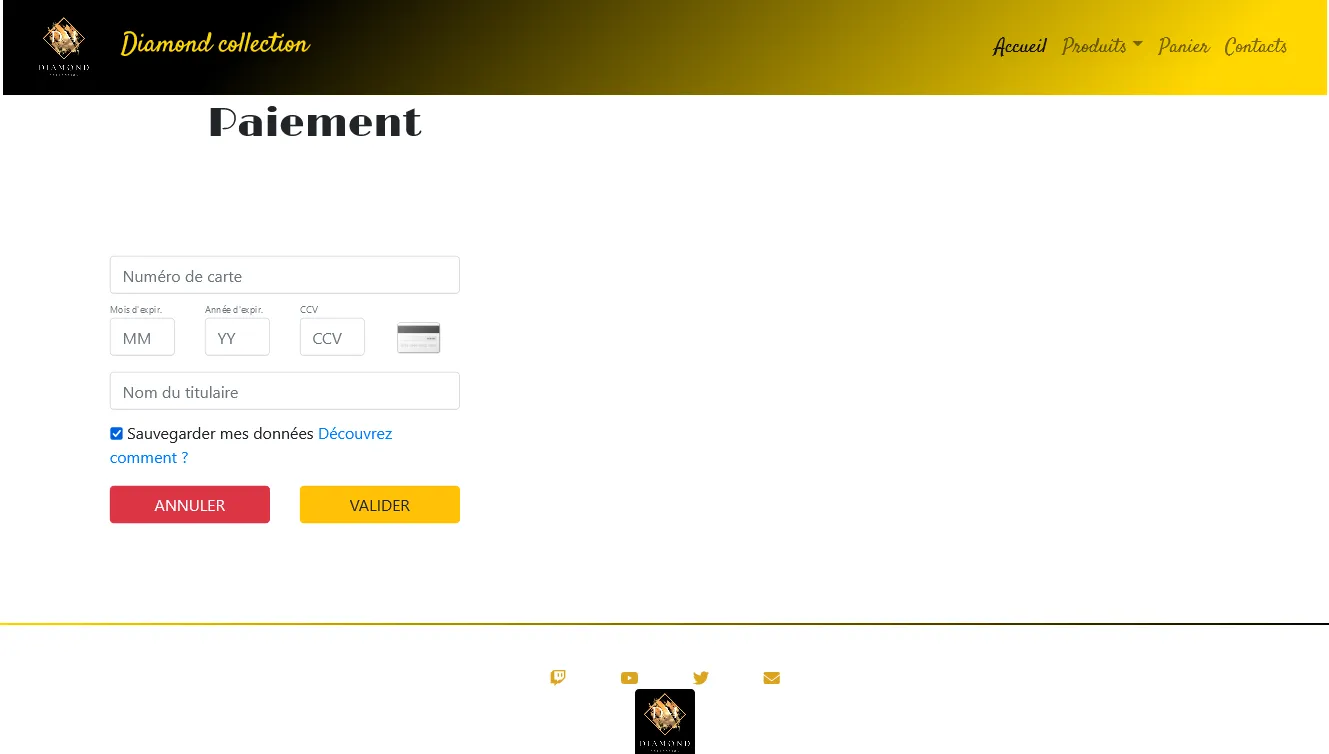 DIAMOND
Diamond collection
Accueil
Produits
Panier
Contacts
Paiement
Numéro de carte
Mois d'expir.
Année d'expir.
CCV
MM
YY
CCV
Nom du titulaire
Sauvegarder mes données Découvrez
comment ?
ANNULER
VALIDER
DIAMOND